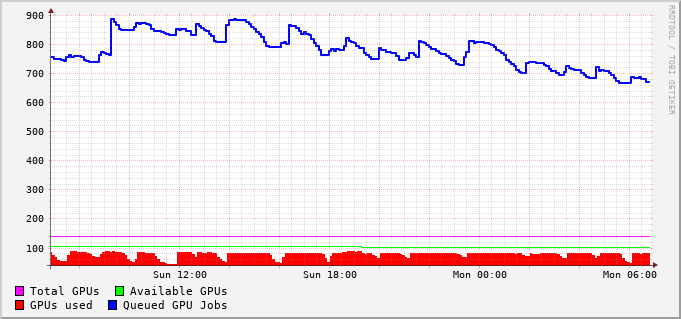 900
800
700
600
500
400
300
200
100
Sun 12:00 Sun 18:00 Mon 00:00 Mon 06:00
Total GPUs Available GPUs
GPUs used Queued GPU Jobs
RRDTOOL / TOBI OETIKER